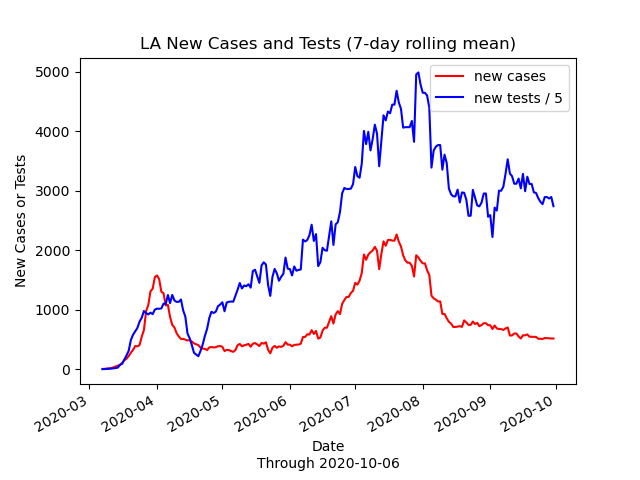 LA New Cases and Tests (7-day rolling mean)
new cases
new tests / 5
5000
4000
3000
2000
1000
0
New Cases or Tests
2020-03
2020-04
2020-05
2020-06
2020-07
2020-08
2020-09
2020-10
Date
Through 2020-10-06